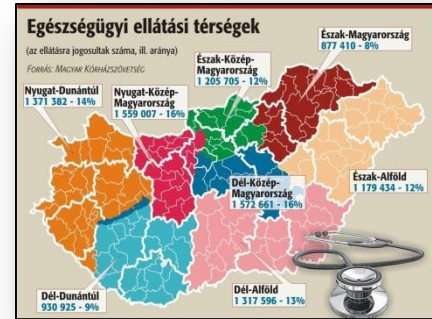 Egészségügyi ellátási térségek
(az ellátásra jogosultak száma, ill. aránya)
FORRÁS: MAGYAR KÓRHÁZSZÖVETSÉG
Észak-Magyarország
877 410 - 8%
Észak-Közép-
Magyarország
1 205 705 - 12%
Nyugat-Dunántúl
1 371 382 - 14%
Nyugat-Közép-
Magyarország
1 559 007 - 16%
Dél-Közép-
Magyarország
1 572 661 - 16%
Észak-Alföld
1 179 434 - 12%
Dél-Dunántúl
930 925 - 9%
Dél-Alföld
1 317 596 - 13%